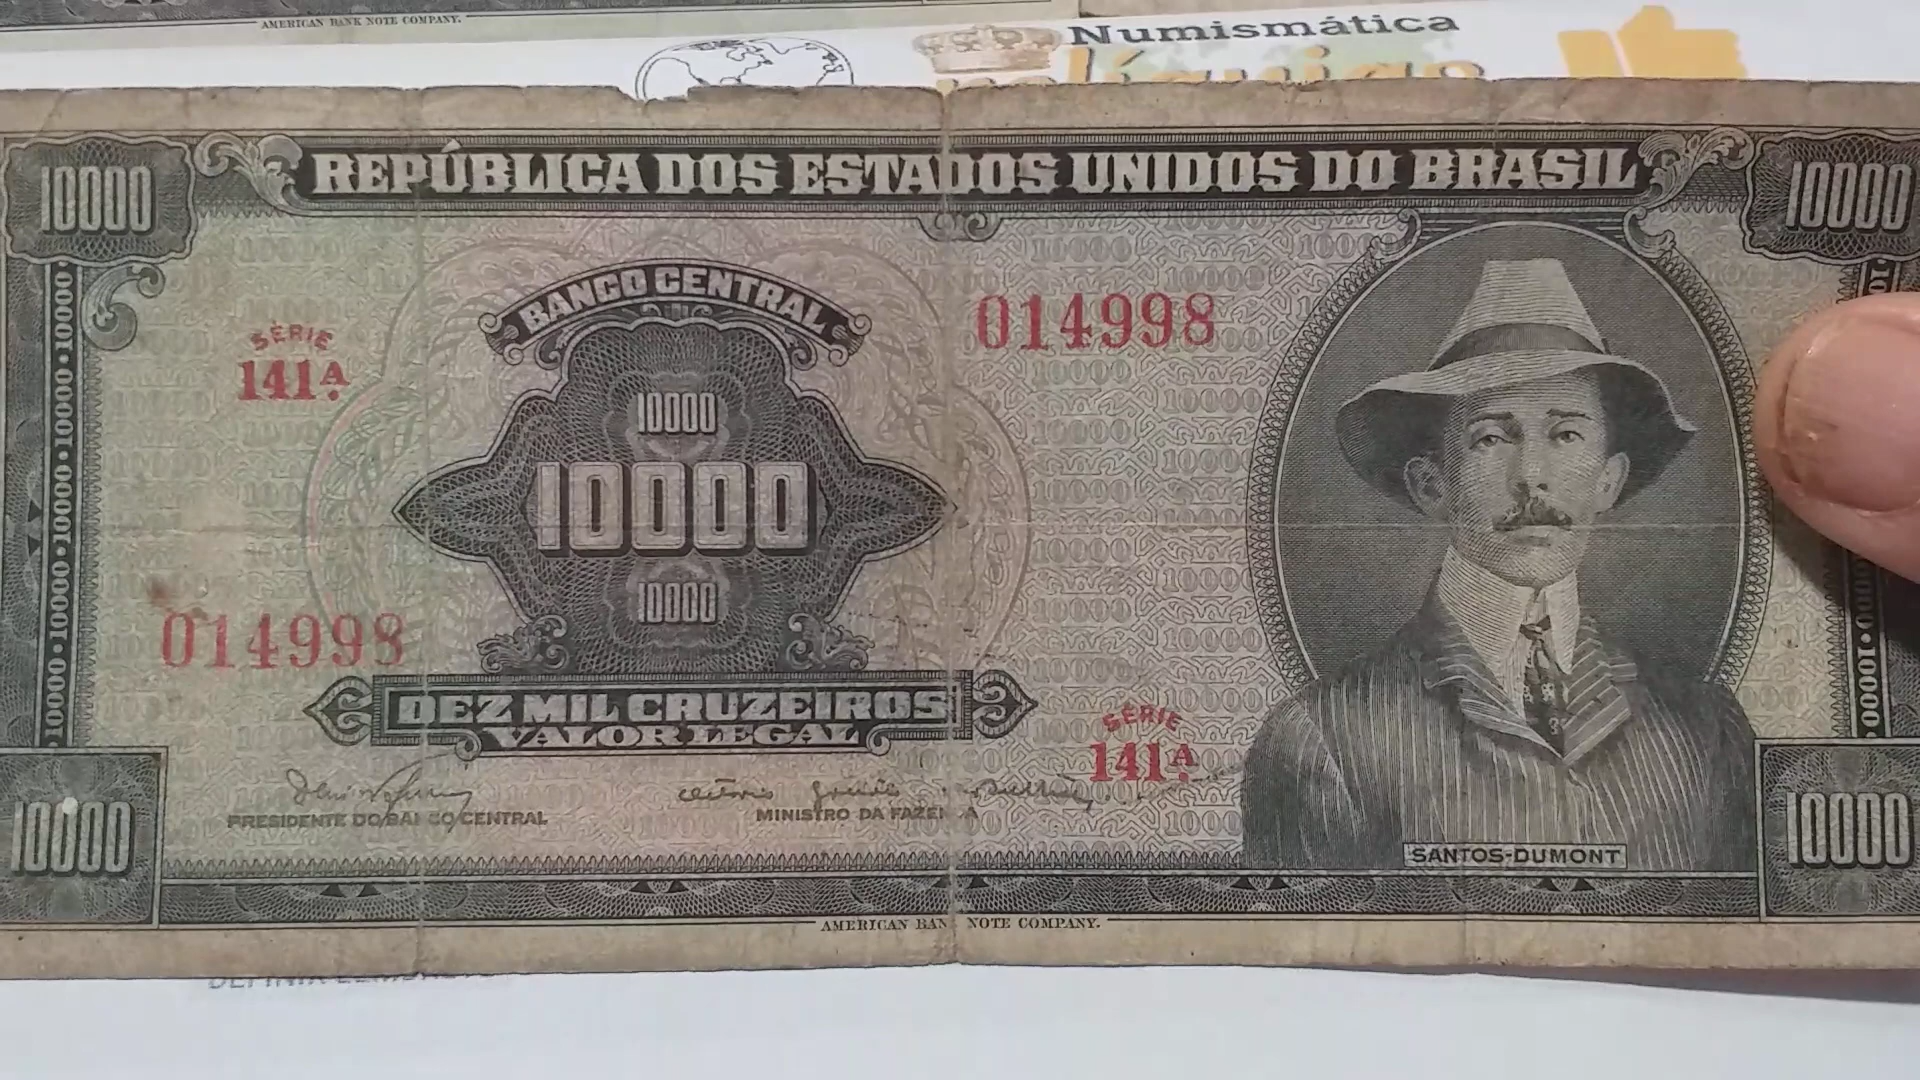 AMERICAN BANK NOTE COMPANY.
Numismática
10000 REPÚBLICA DOS ESTADOS UNIDOS DO BRASIL 10000
BANCO CENTRAL
014998
SÉRIE
141A.
10000
10000
10000
014998
DEZ MIL CRUZEIROS
VALOR LEGAL
SÉRIE
141A.
PRESIDENTE DO BANCO CENTRAL
MINISTRO DA FAZENDA
10000
SANTOS-DUMONT
10000
AMERICAN BANK NOTE COMPANY.